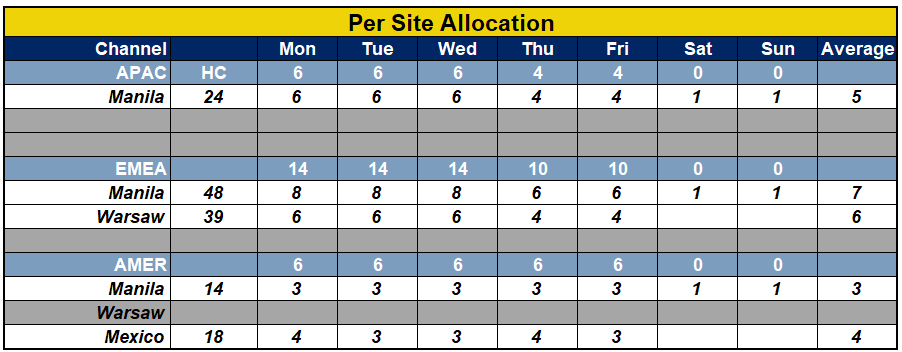 Per Site Allocation
Channel Mon Tue Wed Thu Fri Sat Sun Average
APAC HC 6 6 6 4 4 0 0
Manila 24 6 6 6 4 4 1 1 5
EMEA 14 14 14 10 10 0 0
Manila 48 8 8 8 6 6 1 1 7
Warsaw 39 6 6 6 4 4 6
AMER 6 6 6 6 6 0 0
Manila 14 3 3 3 3 3 1 1 3
Warsaw
Mexico 18 4 3 3 4 3 4